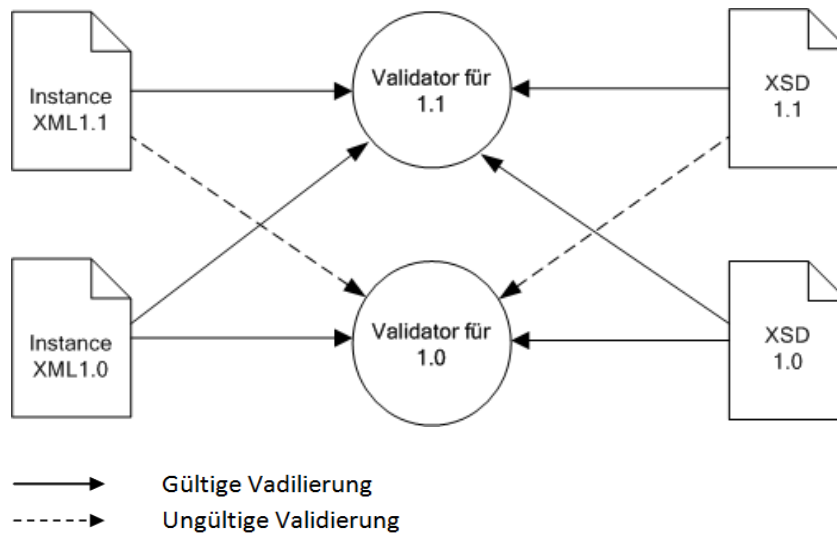 Instance
XML1.1
Validator für
1.1
XSD
1.1
Instance
XML1.0
Validator für
1.0
XSD
1.0
Gültige Vadilierung
Ungültige Validierung